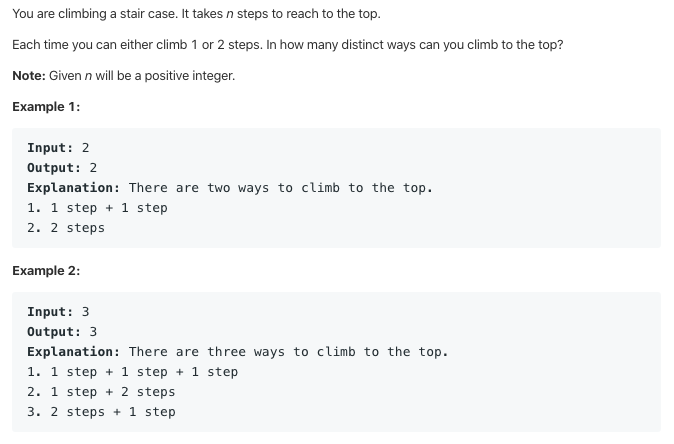 You are climbing a stair case. It takes n steps to reach to the top.
Each time you can either climb 1 or 2 steps. In how many distinct ways can you climb to the top?
Note: Given n will be a positive integer.
Example 1:
Input: 2
Output: 2
Explanation: There are two ways to climb to the top.
1. 1 step + 1 step
2. 2 steps
Example 2:
Input: 3
Output: 3
Explanation: There are three ways to climb to the top.
1. 1 step + 1 step + 1 step
2. 1 step + 2 steps
3. 2 steps + 1 step